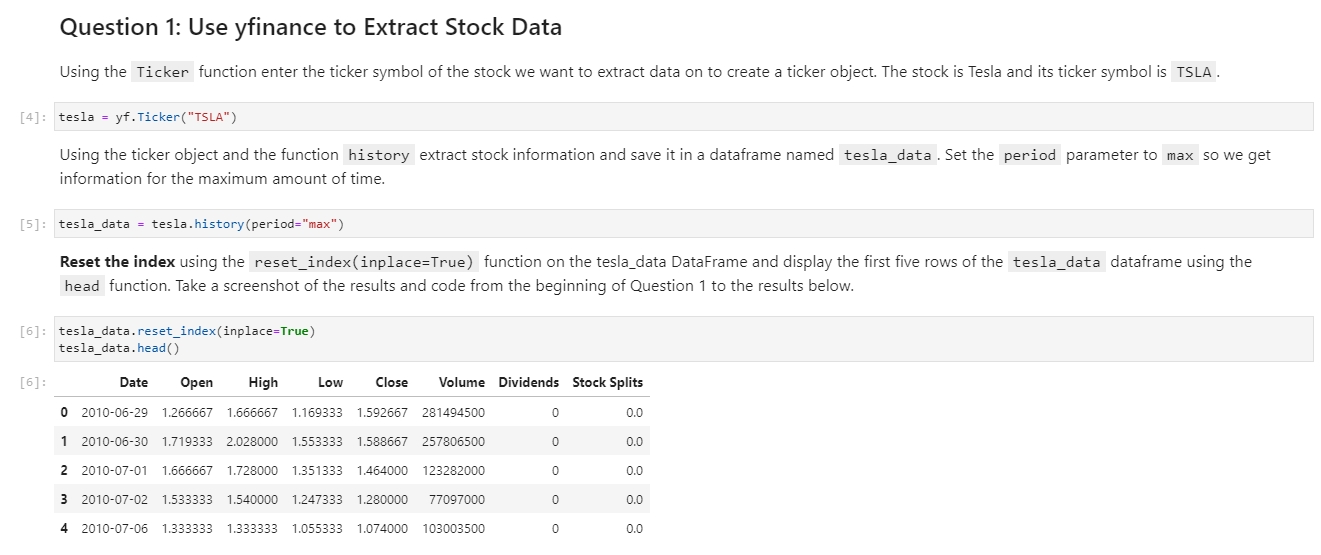 Question 1: Use yfinance to Extract Stock Data
Using the Ticker function enter the ticker symbol of the stock we want to extract data on to create a ticker object. The stock is Tesla and its ticker symbol is TSLA .
[4]: tesla = yf.Ticker("TSLA")
Using the ticker object and the function history extract stock information and save it in a dataframe named tesla_data . Set the period parameter to max so we get
information for the maximum amount of time.
[5]: tesla_data = tesla.history(period="max")
Reset the index using the reset_index(inplace=True) function on the tesla_data DataFrame and display the first five rows of the tesla_data dataframe using the
head function. Take a screenshot of the results and code from the beginning of Question 1 to the results below.
[6]: tesla_data.reset_index(inplace=True)
tesla_data.head()
[6]: Date Open High Low Close Volume Dividends Stock Splits
0 2010-06-29 1.266667 1.666667 1.169333 1.592667 281494500 0 0.0
1 2010-06-30 1.719333 2.028000 1.553333 1.588667 257806500 0 0.0
2 2010-07-01 1.666667 1.728000 1.351333 1.464000 123282000 0 0.0
3 2010-07-02 1.533333 1.540000 1.247333 1.280000 77097000 0 0.0
4 2010-07-06 1.333333 1.333333 1.055333 1.074000 103003500 0 0.0